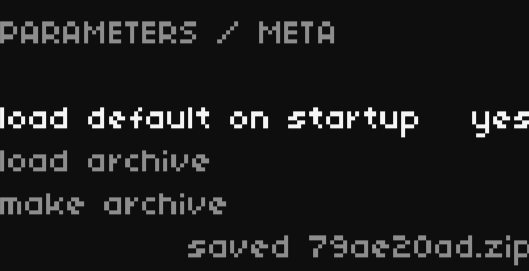 PARAMETERS / META
load default on startup yes
load archive
make archive
saved 79ae20ad.zip